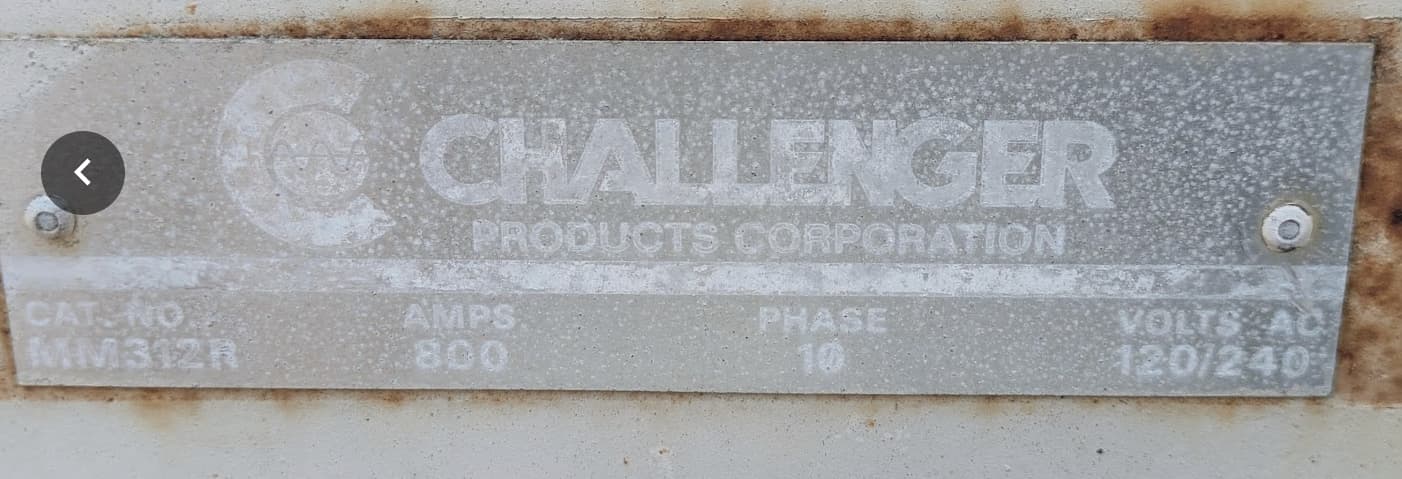 CHALLENGER
PRODUCTS CORPORATION
CAT. NO. AMPS PHASE VOLTS AC
MM312R 800 1Ø 120/240